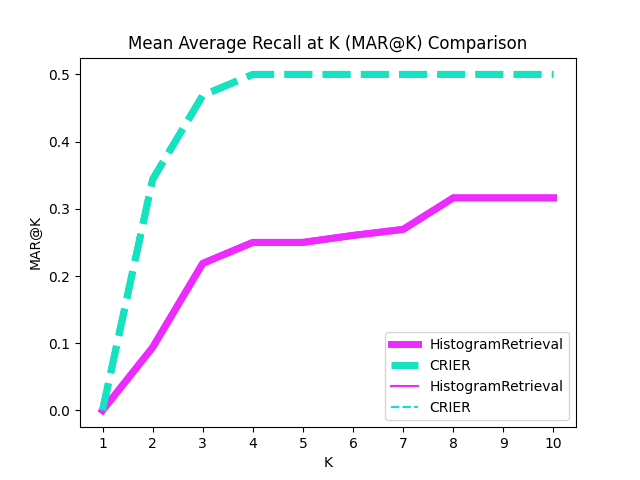 Mean Average Recall at K (MAR@K) Comparison
0.5
0.4
0.3
0.2
0.1
0.0
MAR@K
HistogramRetrieval
CRIER
HistogramRetrieval
CRIER
1 2 3 4 5 6 7 8 9 10
K